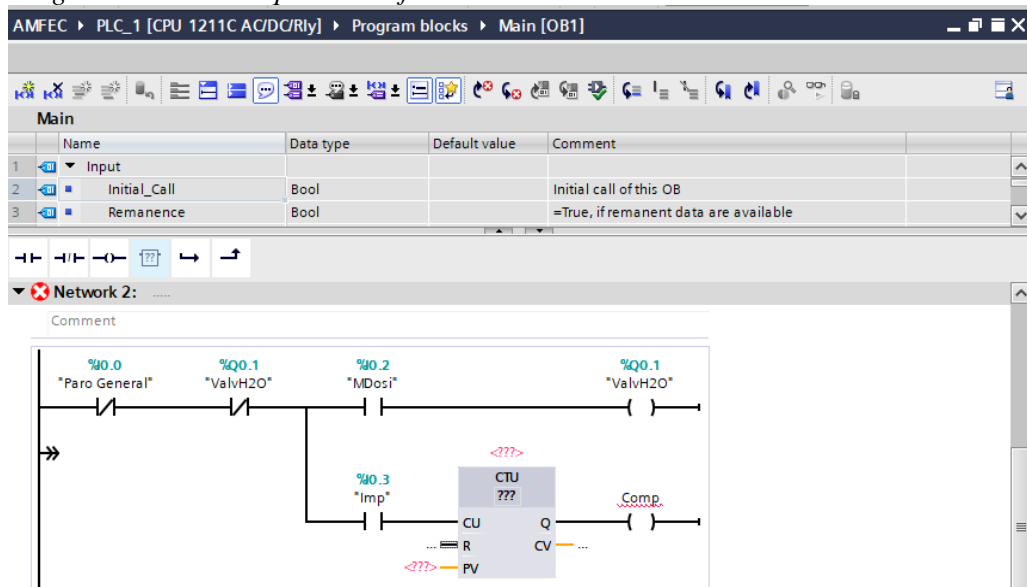 AMFEC ▸ PLC_1 [CPU 1211C AC/DC/Rly] ▸ Program blocks ▸ Main [OB1]
Main
Name Data type Default value Comment
1 Input
2 Initial_Call Bool Initial call of this OB
3 Remanence Bool =True, if remanent data are available
??
Network 2: .....
Comment
%I0.0 %Q0.1 %I0.2 %Q0.1
"Paro General" "ValvH2O" "MDosi" "ValvH2O"
<???>
%I0.3 CTU
"Imp" ??? Comp
CU Q
... R CV ...
<???> PV